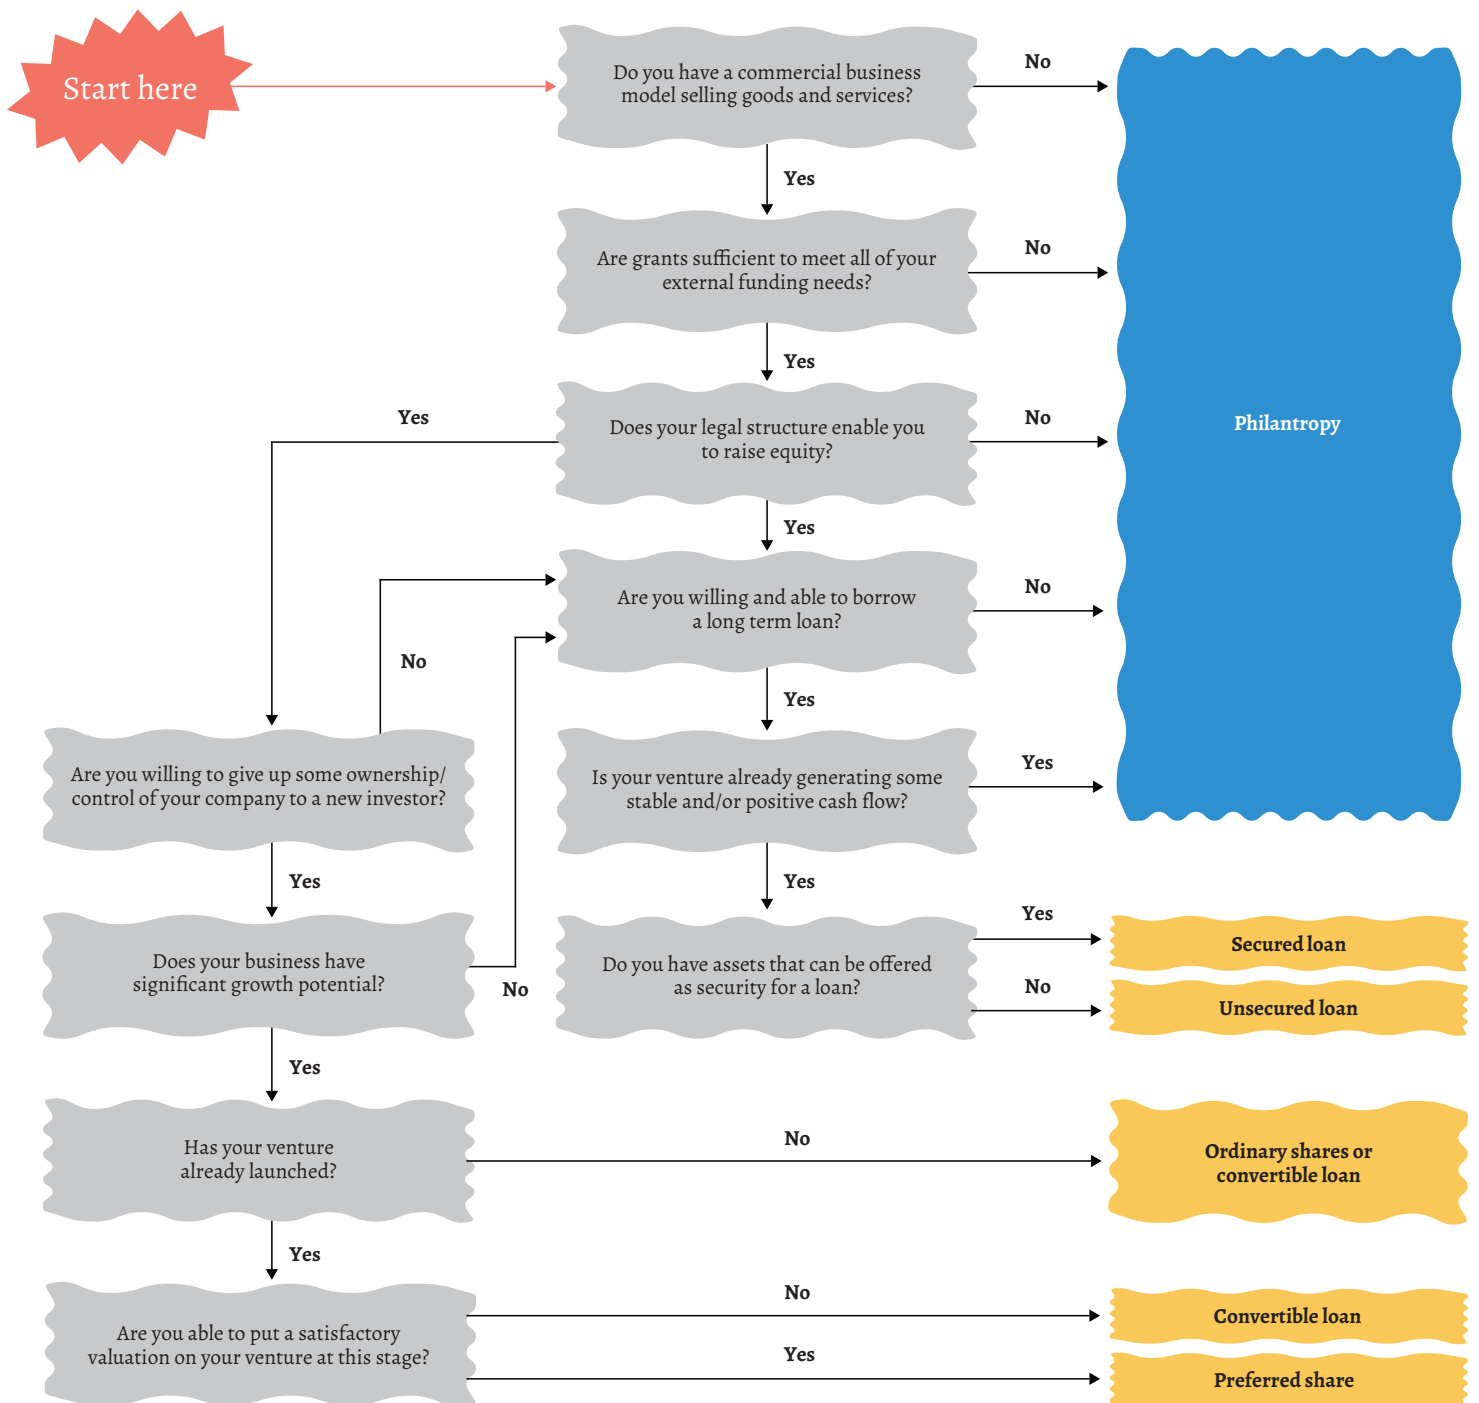 Start here
Do you have a commercial business
model selling goods and services?
No
Yes
Are grants sufficient to meet all of your
external funding needs?
No
Yes
Philantropy
Does your legal structure enable you
to raise equity?
Yes
No
Yes
Are you willing and able to borrow
a long term loan?
No
No
Yes
Are you willing to give up some ownership/
control of your company to a new investor?
Is your venture already generating some
stable and/or positive cash flow?
Yes
Yes
Yes
Does your business have
significant growth potential?
No
Do you have assets that can be offered
as security for a loan?
Yes
Secured loan
No
Unsecured loan
Yes
Has your venture
already launched?
No
Ordinary shares or
convertible loan
Yes
Are you able to put a satisfactory
valuation on your venture at this stage?
No
Convertible loan
Yes
Preferred share